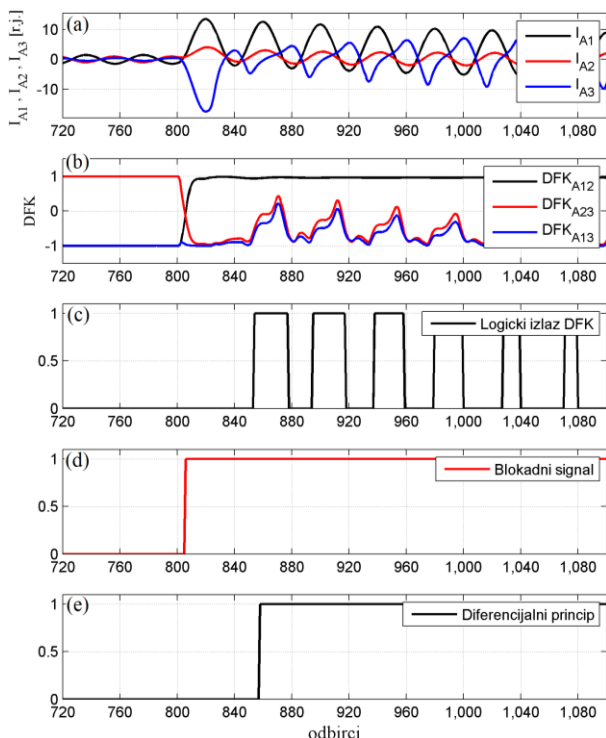 (a)
I_A1 , I_A2 , I_A3 [r.j.]
10
0
-10
I_A1
I_A2
I_A3
720 760 800 840 880 920 960 1,000 1,040 1,080
(b)
DFK
1
0
-1
DFK_A12
DFK_A23
DFK_A13
720 760 800 840 880 920 960 1,000 1,040 1,080
(c)
1
0.5
0
Logicki izlaz DFK
720 760 800 840 880 920 960 1,000 1,040 1,080
(d)
1
0.5
0
Blokadni signal
720 760 800 840 880 920 960 1,000 1,040 1,080
(e)
1
0.5
0
Diferencijalni princip
720 760 800 840 880 920 960 1,000 1,040 1,080
odbirci